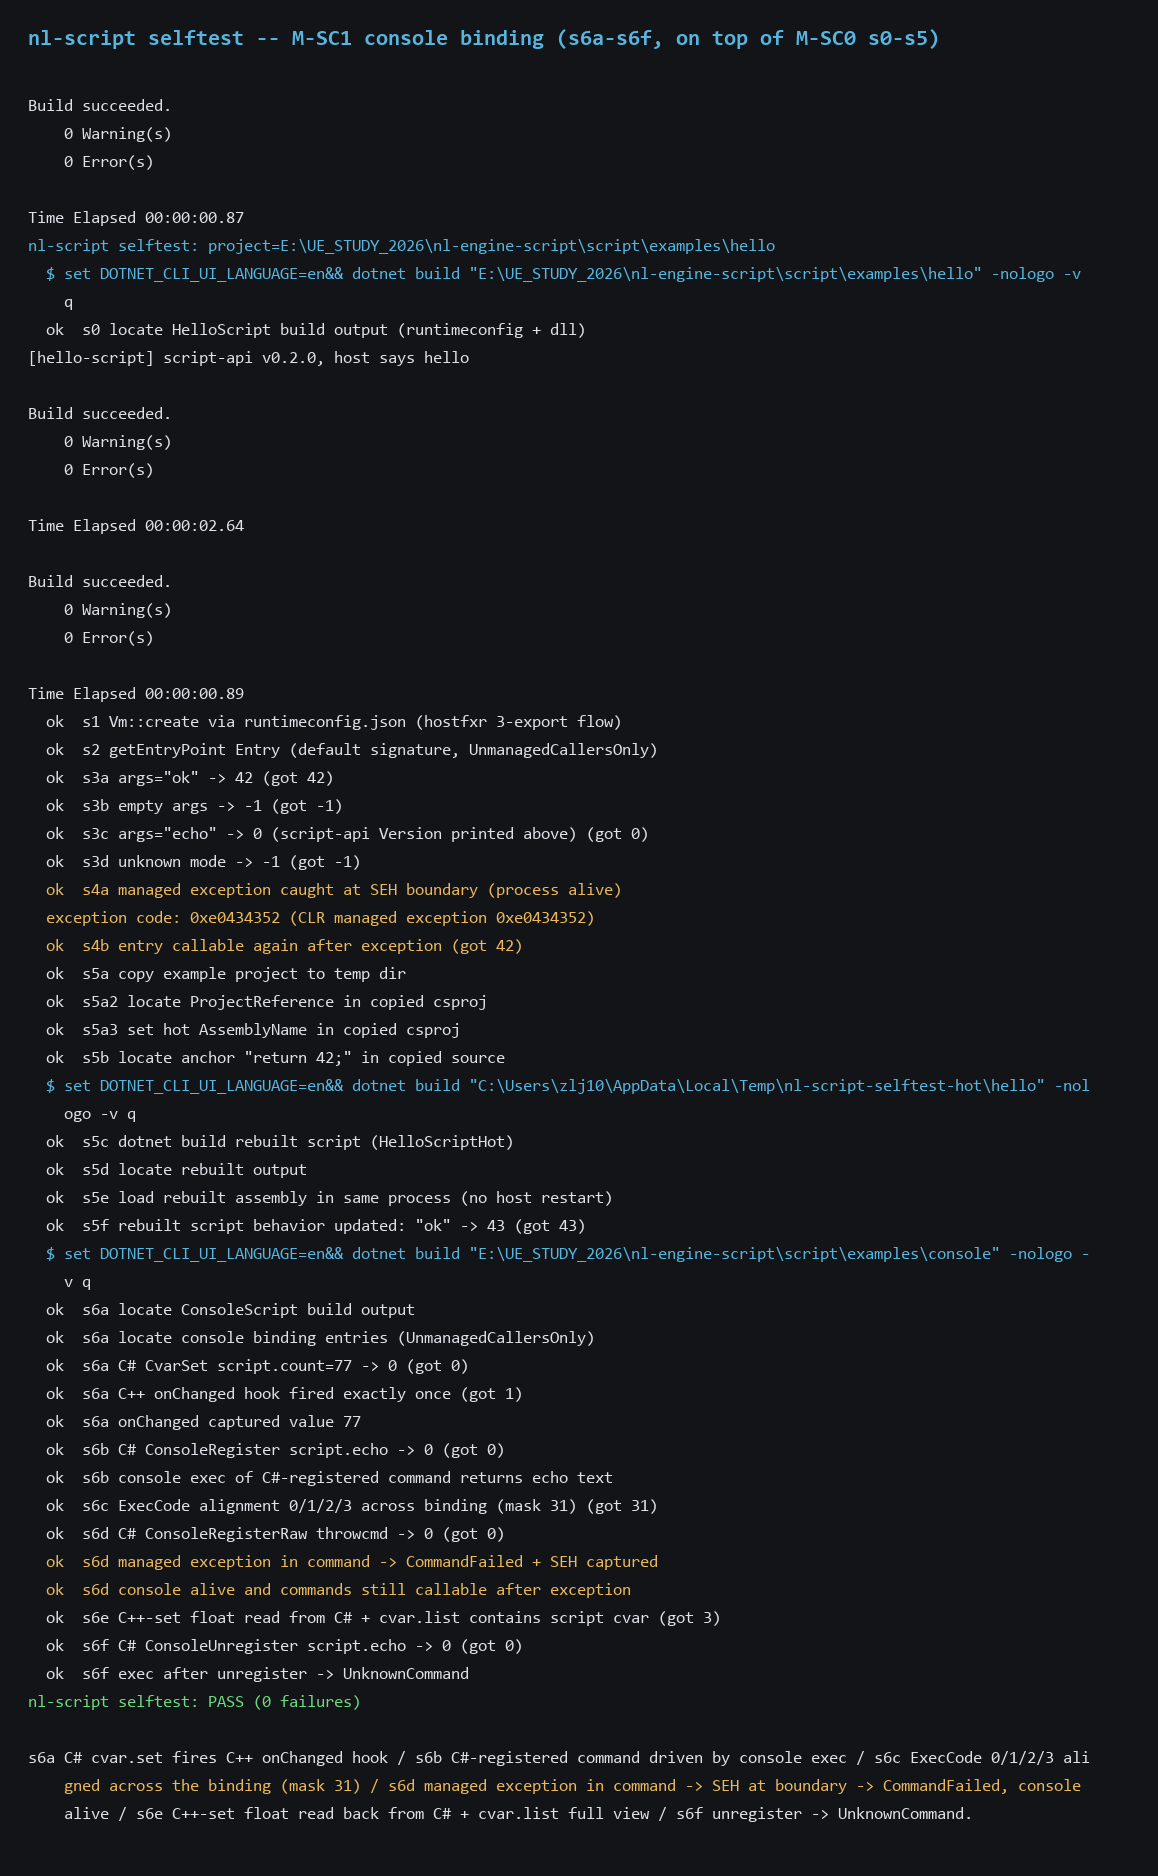 nl-script selftest -- M-SC1 console binding (s6a-s6f, on top of M-SC0 s0-s5)
Build succeeded.
0 Warning(s)
0 Error(s)
Time Elapsed 00:00:00.87
nl-script selftest: project=E:\UE_STUDY_2026\nl-engine-script\script\examples\hello
$ set DOTNET_CLI_UI_LANGUAGE=en&& dotnet build "E:\UE_STUDY_2026\nl-engine-script\script\examples\hello" -nologo -v
q
ok  s0 locate HelloScript build output (runtimeconfig + dll)
[hello-script] script-api v0.2.0, host says hello
Build succeeded.
0 Warning(s)
0 Error(s)
Time Elapsed 00:00:02.64
Build succeeded.
0 Warning(s)
0 Error(s)
Time Elapsed 00:00:00.89
ok  s1 Vm::create via runtimeconfig.json (hostfxr 3-export flow)
ok  s2 getEntryPoint Entry (default signature, UnmanagedCallersOnly)
ok  s3a args="ok" -> 42 (got 42)
ok  s3b empty args -> -1 (got -1)
ok  s3c args="echo" -> 0 (script-api Version printed above) (got 0)
ok  s3d unknown mode -> -1 (got -1)
ok  s4a managed exception caught at SEH boundary (process alive)
exception code: 0xe0434352 (CLR managed exception 0xe0434352)
ok  s4b entry callable again after exception (got 42)
ok  s5a copy example project to temp dir
ok  s5a2 locate ProjectReference in copied csproj
ok  s5a3 set hot AssemblyName in copied csproj
ok  s5b locate anchor "return 42;" in copied source
$ set DOTNET_CLI_UI_LANGUAGE=en&& dotnet build "C:\Users\zlj10\AppData\Local\Temp\nl-script-selftest-hot\hello" -nol
ogo -v q
ok  s5c dotnet build rebuilt script (HelloScriptHot)
ok  s5d locate rebuilt output
ok  s5e load rebuilt assembly in same process (no host restart)
ok  s5f rebuilt script behavior updated: "ok" -> 43 (got 43)
$ set DOTNET_CLI_UI_LANGUAGE=en&& dotnet build "E:\UE_STUDY_2026\nl-engine-script\script\examples\console" -nologo -
v q
ok  s6a locate ConsoleScript build output
ok  s6a locate console binding entries (UnmanagedCallersOnly)
ok  s6a C# CvarSet script.count=77 -> 0 (got 0)
ok  s6a C++ onChanged hook fired exactly once (got 1)
ok  s6a onChanged captured value 77
ok  s6b C# ConsoleRegister script.echo -> 0 (got 0)
ok  s6b console exec of C#-registered command returns echo text
ok  s6c ExecCode alignment 0/1/2/3 across binding (mask 31) (got 31)
ok  s6d C# ConsoleRegisterRaw throwcmd -> 0 (got 0)
ok  s6d managed exception in command -> CommandFailed + SEH captured
ok  s6d console alive and commands still callable after exception
ok  s6e C++-set float read from C# + cvar.list contains script cvar (got 3)
ok  s6f C# ConsoleUnregister script.echo -> 0 (got 0)
ok  s6f exec after unregister -> UnknownCommand
nl-script selftest: PASS (0 failures)
s6a C# cvar.set fires C++ onChanged hook / s6b C#-registered command driven by console exec / s6c ExecCode 0/1/2/3 ali
gned across the binding (mask 31) / s6d managed exception in command -> SEH at boundary -> CommandFailed, console
alive / s6e C++-set float read back from C# + cvar.list full view / s6f unregister -> UnknownCommand.